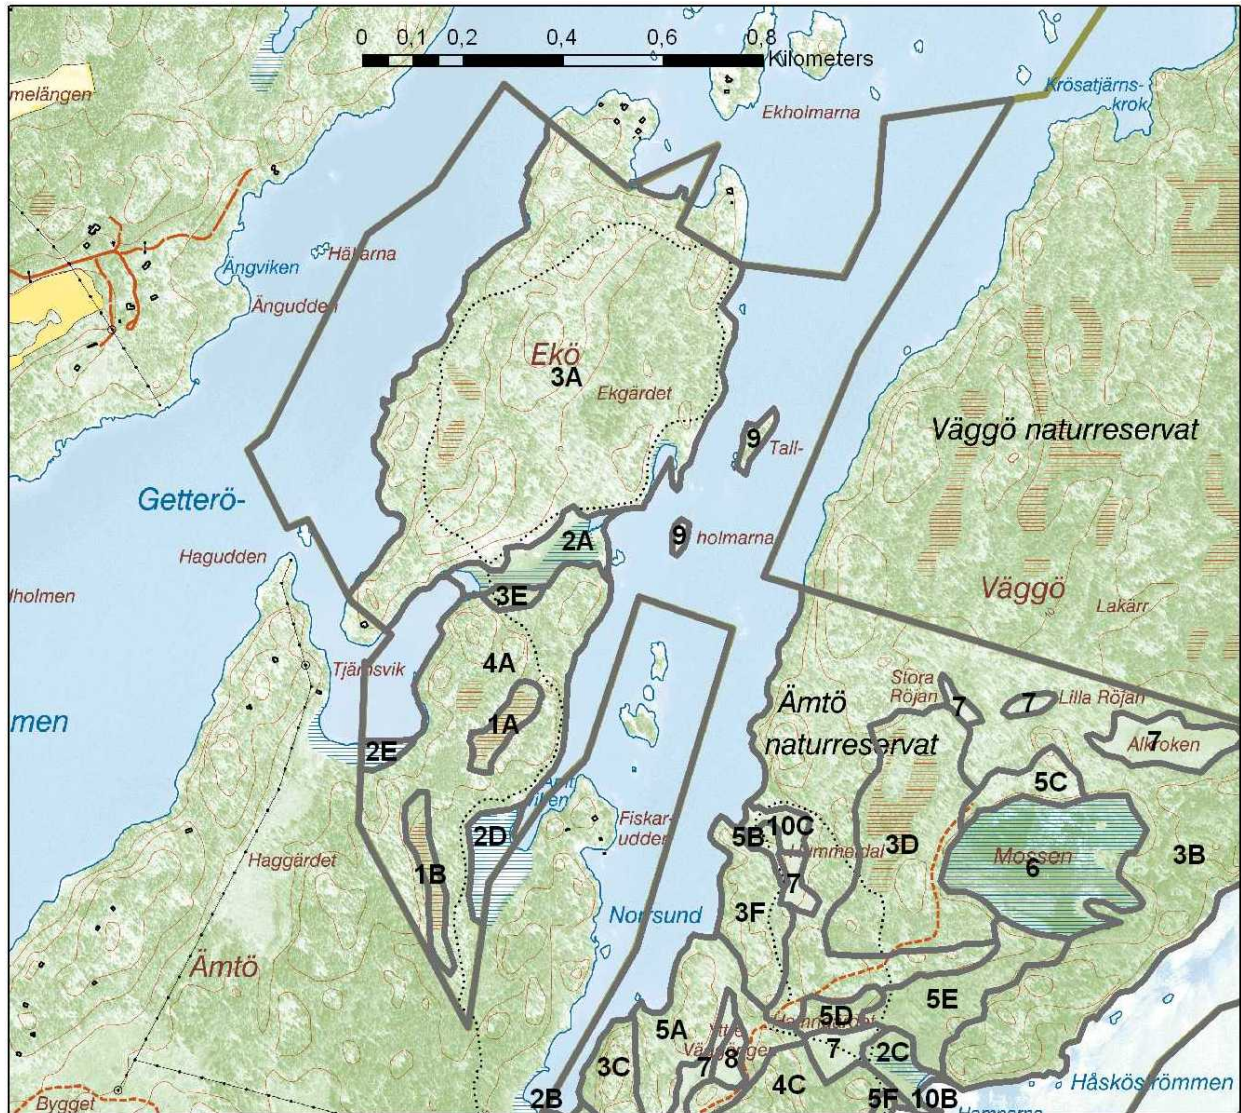 0 0,1 0,2 0,4 0,6 0,8
Kilometers
melängen
Ekholmarna
Krösatjärns-
krok
Ängviken
Ängudden
Ekö
3A
Ekgärdet
Väggö naturreservat
9
Tall-
Getterö-
2A
9
holmarna
Hagudden
Väggö
Lakärr
3E
holmen
4A
Tjärnsvik
Stora
Röjan
7
7
Lilla Röjan
Ämtö
naturreservat
1A
men
2E
7
Alkroken
5C
viken
2D
Fiskar-
udden
5B
10C
3D
Mossen
6
3B
Haggärdet
1B
7
3F
Norrsund
Ämtö
5E
5A
5D
7
2C
3C
7
8
4C
5F
10B
2B
Bygget
Håsköströmmen